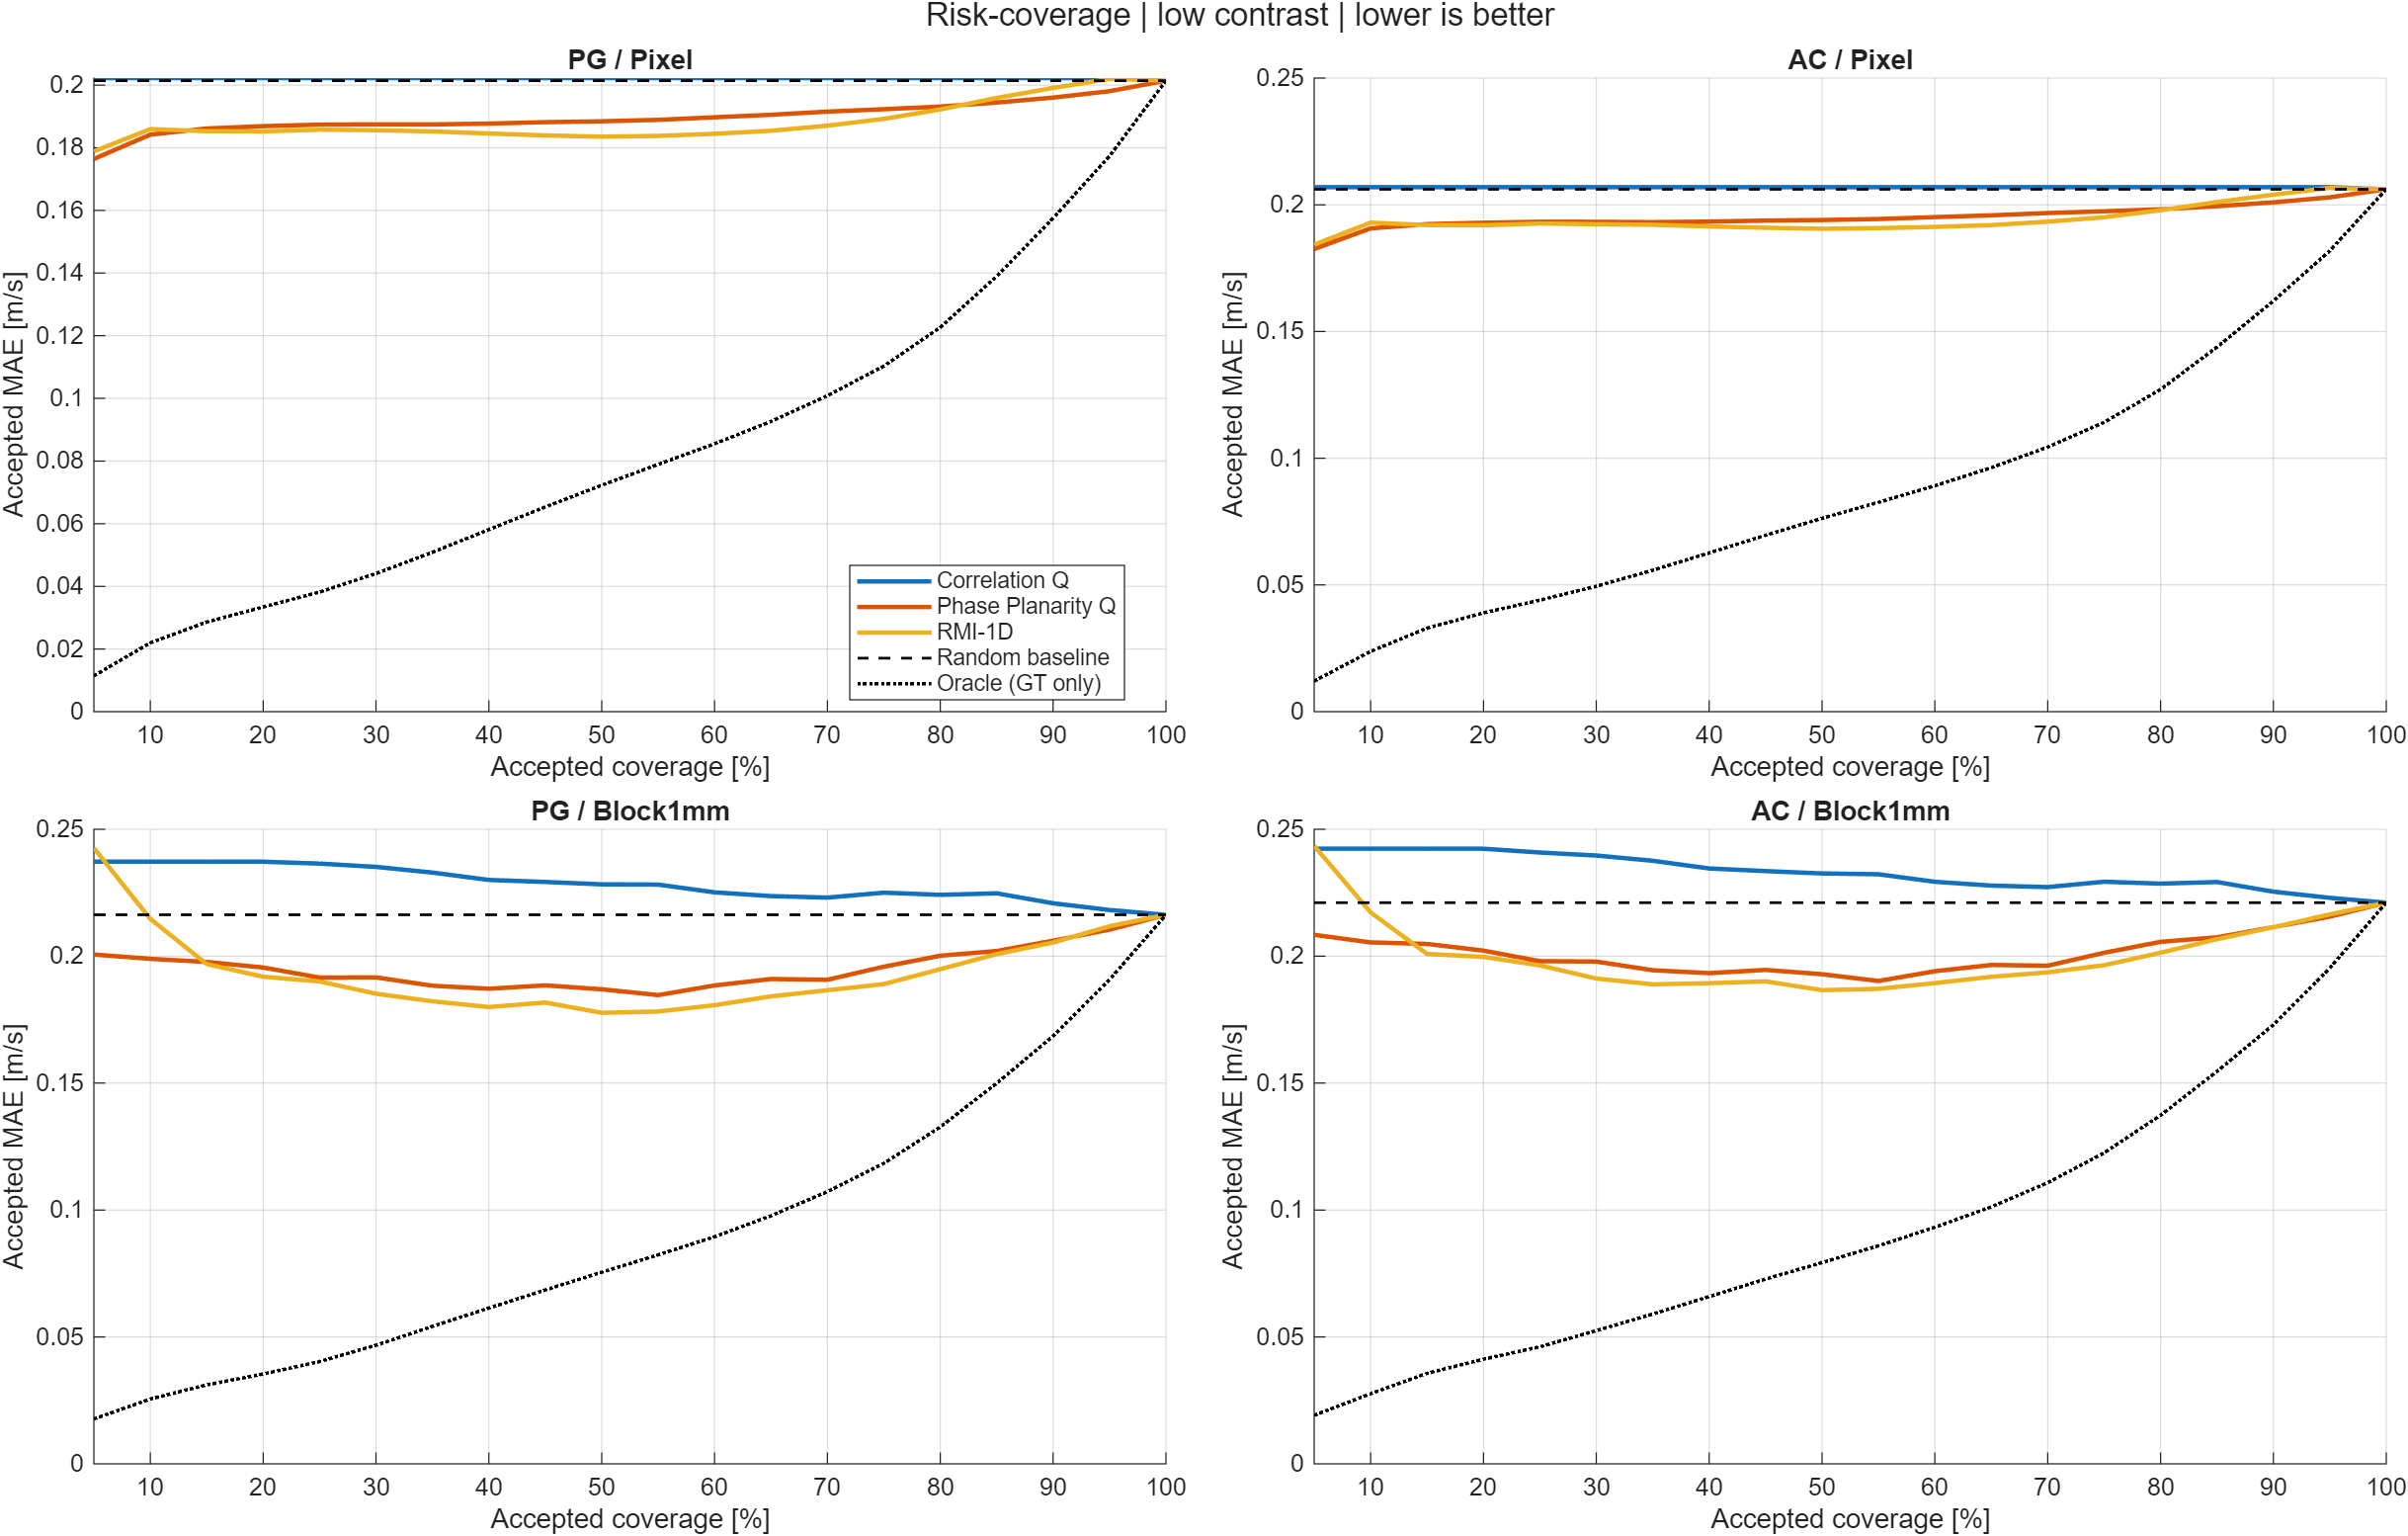 Risk-coverage | low contrast | lower is better
PG / Pixel
Accepted MAE [m/s]
0.2
0.18
0.16
0.14
0.12
0.1
0.08
0.06
0.04
0.02
0
10 20 30 40 50 60 70 80 90 100
Accepted coverage [%]
Correlation Q
Phase Planarity Q
RMI-1D
Random baseline
Oracle (GT only)
AC / Pixel
Accepted MAE [m/s]
0.25
0.2
0.15
0.1
0.05
0
10 20 30 40 50 60 70 80 90 100
Accepted coverage [%]
PG / Block1mm
Accepted MAE [m/s]
0.25
0.2
0.15
0.1
0.05
0
10 20 30 40 50 60 70 80 90 100
Accepted coverage [%]
AC / Block1mm
Accepted MAE [m/s]
0.25
0.2
0.15
0.1
0.05
0
10 20 30 40 50 60 70 80 90 100
Accepted coverage [%]